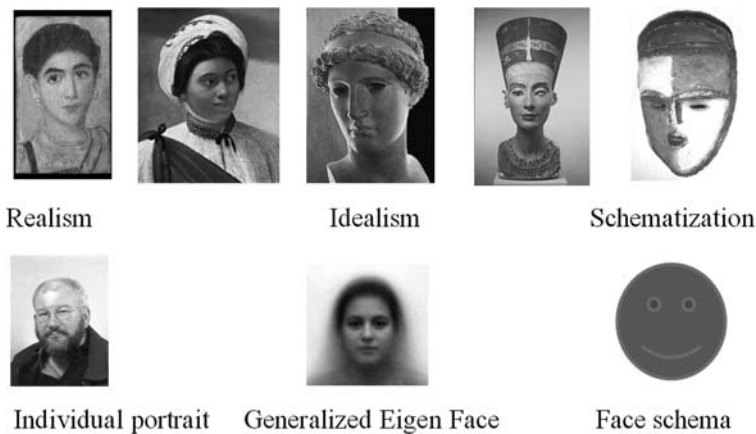 Realism Idealism Schematization
Individual portrait Generalized Eigen Face Face schema